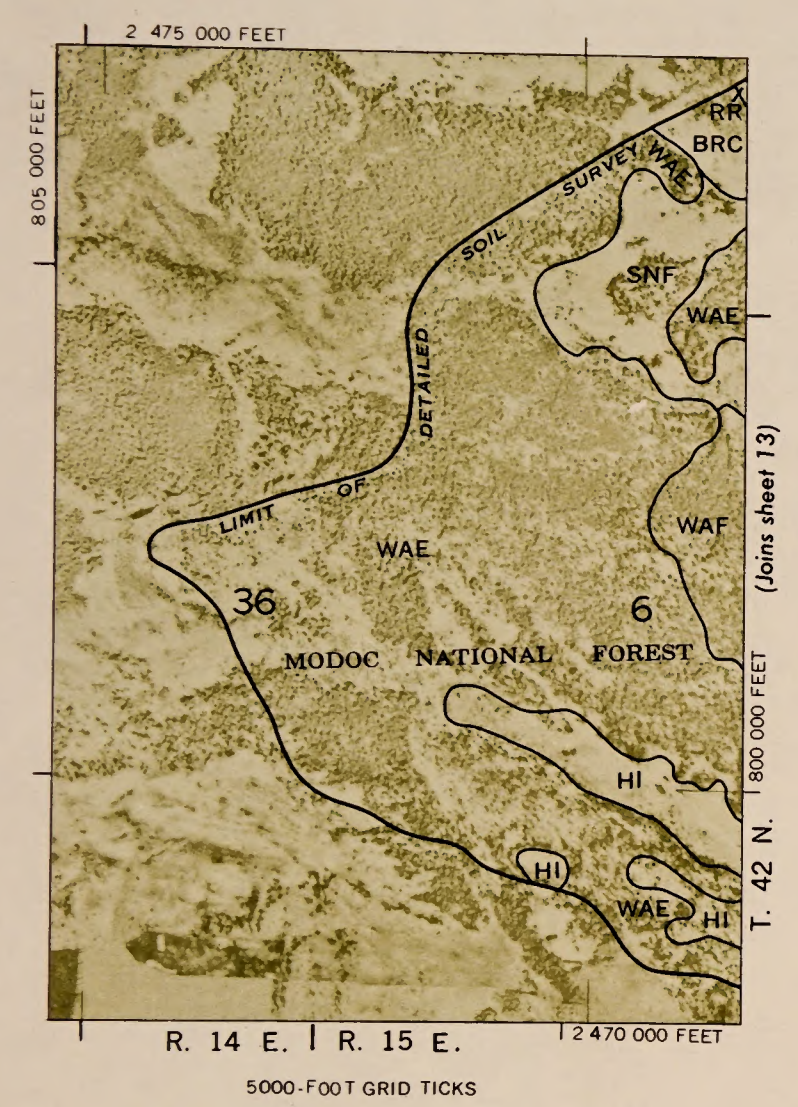 2 475 000 FEET
805 000 FEET
X
RR
BRC
WAE
LIMIT OF DETAILED SOIL SURVEY
SNF
WAE
(Joins sheet 13)
WAE
WAF
36
6
MODOC NATIONAL FOREST
800 000 FEET
HI
HI
WAE
HI
T. 42 N.
R. 14 E. | R. 15 E.
2 470 000 FEET
5000-FOOT GRID TICKS